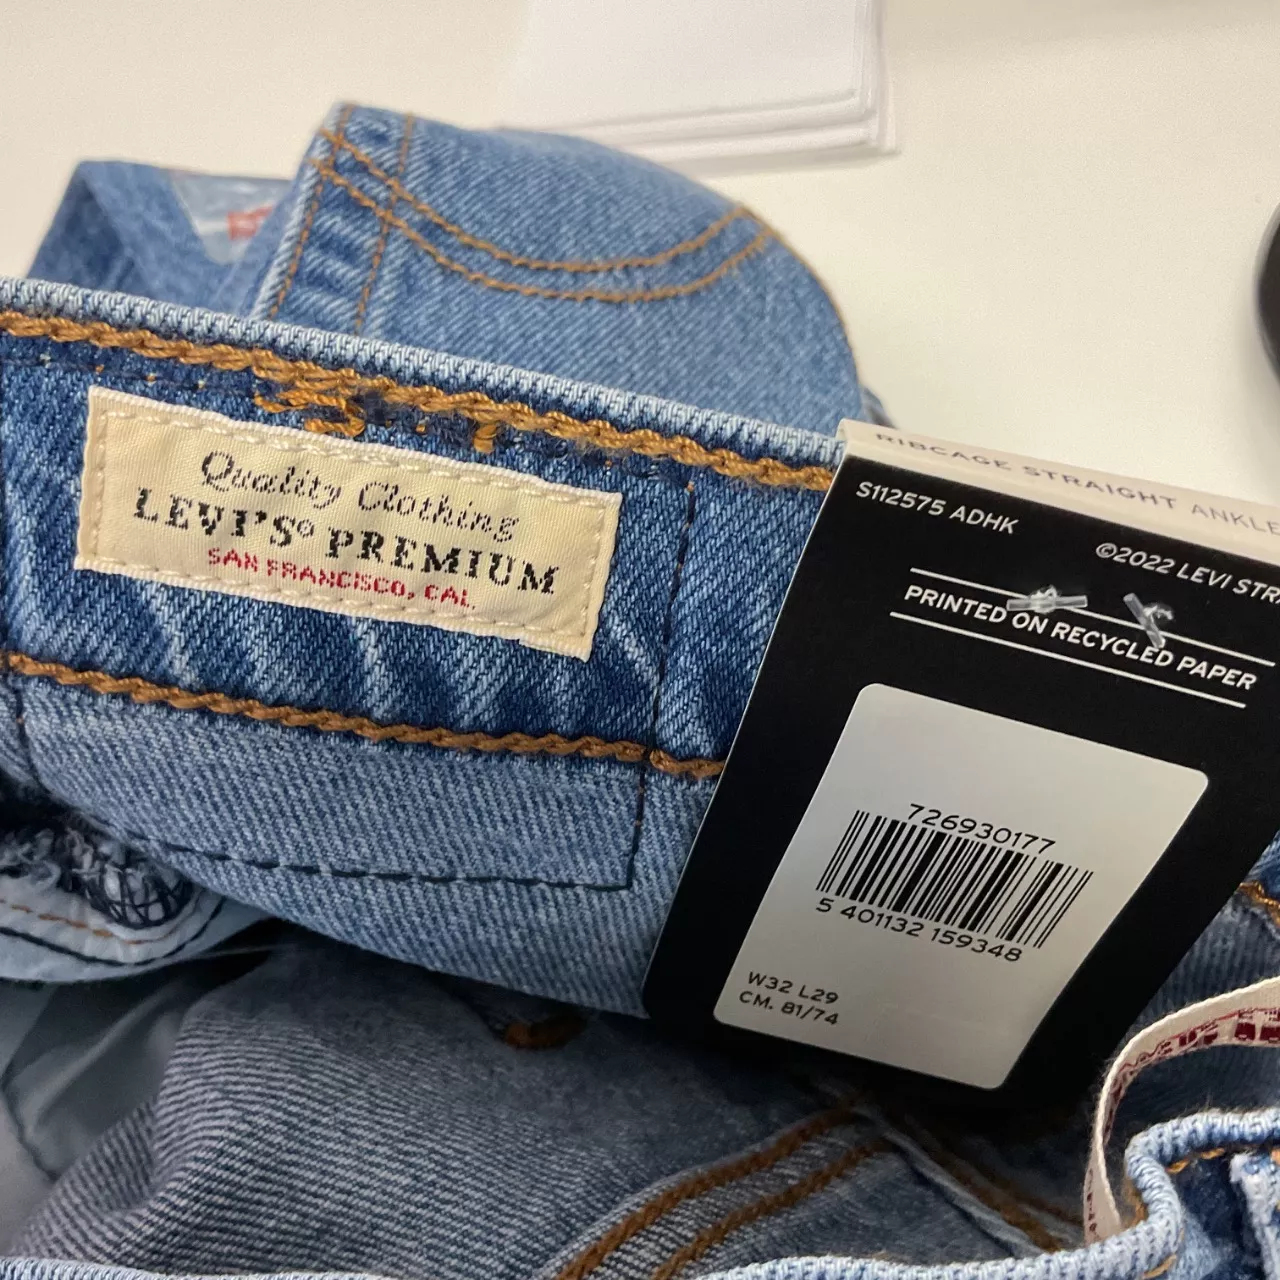 Quality Clothing
LEVI'S® PREMIUM
SAN FRANCISCO, CAL.
RIBCAGE STRAIGHT ANKLE
S112575 ADHK
©2022 LEVI
PRINTED ON RECYCLED PAPER
726930177
5 401132 159348
W32 L29
CM. 81/74